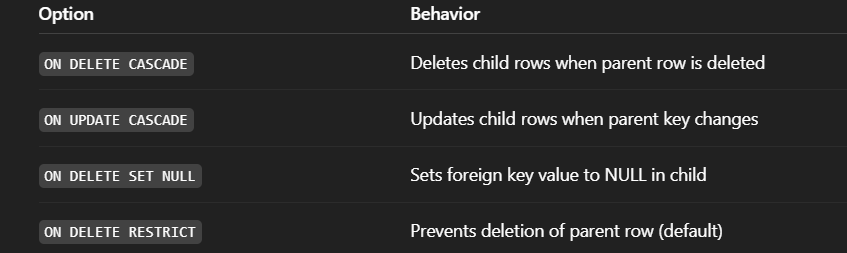 Option Behavior
ON DELETE CASCADE Deletes child rows when parent row is deleted
ON UPDATE CASCADE Updates child rows when parent key changes
ON DELETE SET NULL Sets foreign key value to NULL in child
ON DELETE RESTRICT Prevents deletion of parent row (default)